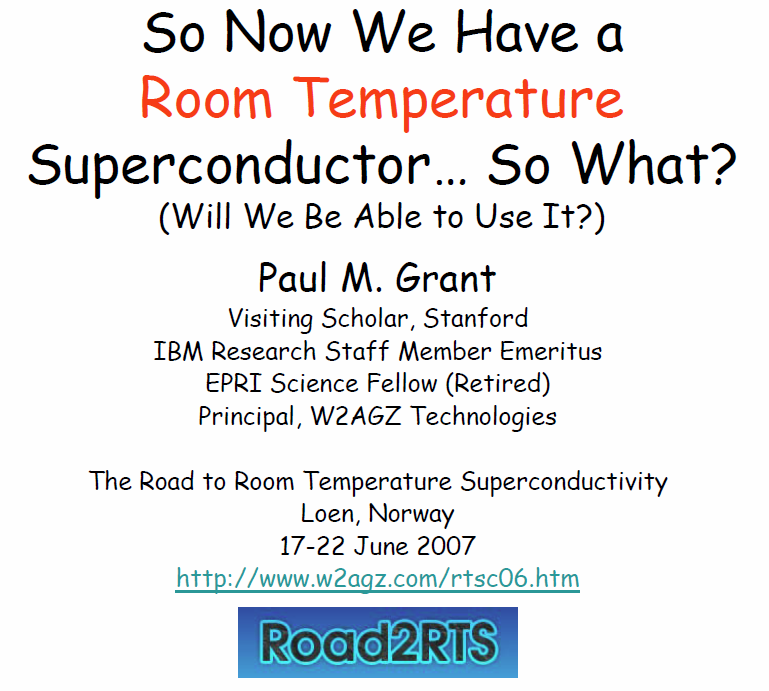 So Now We Have a
Room Temperature
Superconductor… So What?
(Will We Be Able to Use It?)
Paul M. Grant
Visiting Scholar, Stanford
IBM Research Staff Member Emeritus
EPRI Science Fellow (Retired)
Principal, W2AGZ Technologies
The Road to Room Temperature Superconductivity
Loen, Norway
17-22 June 2007
http://www.w2agz.com/rtsc06.htm
Road2RTS